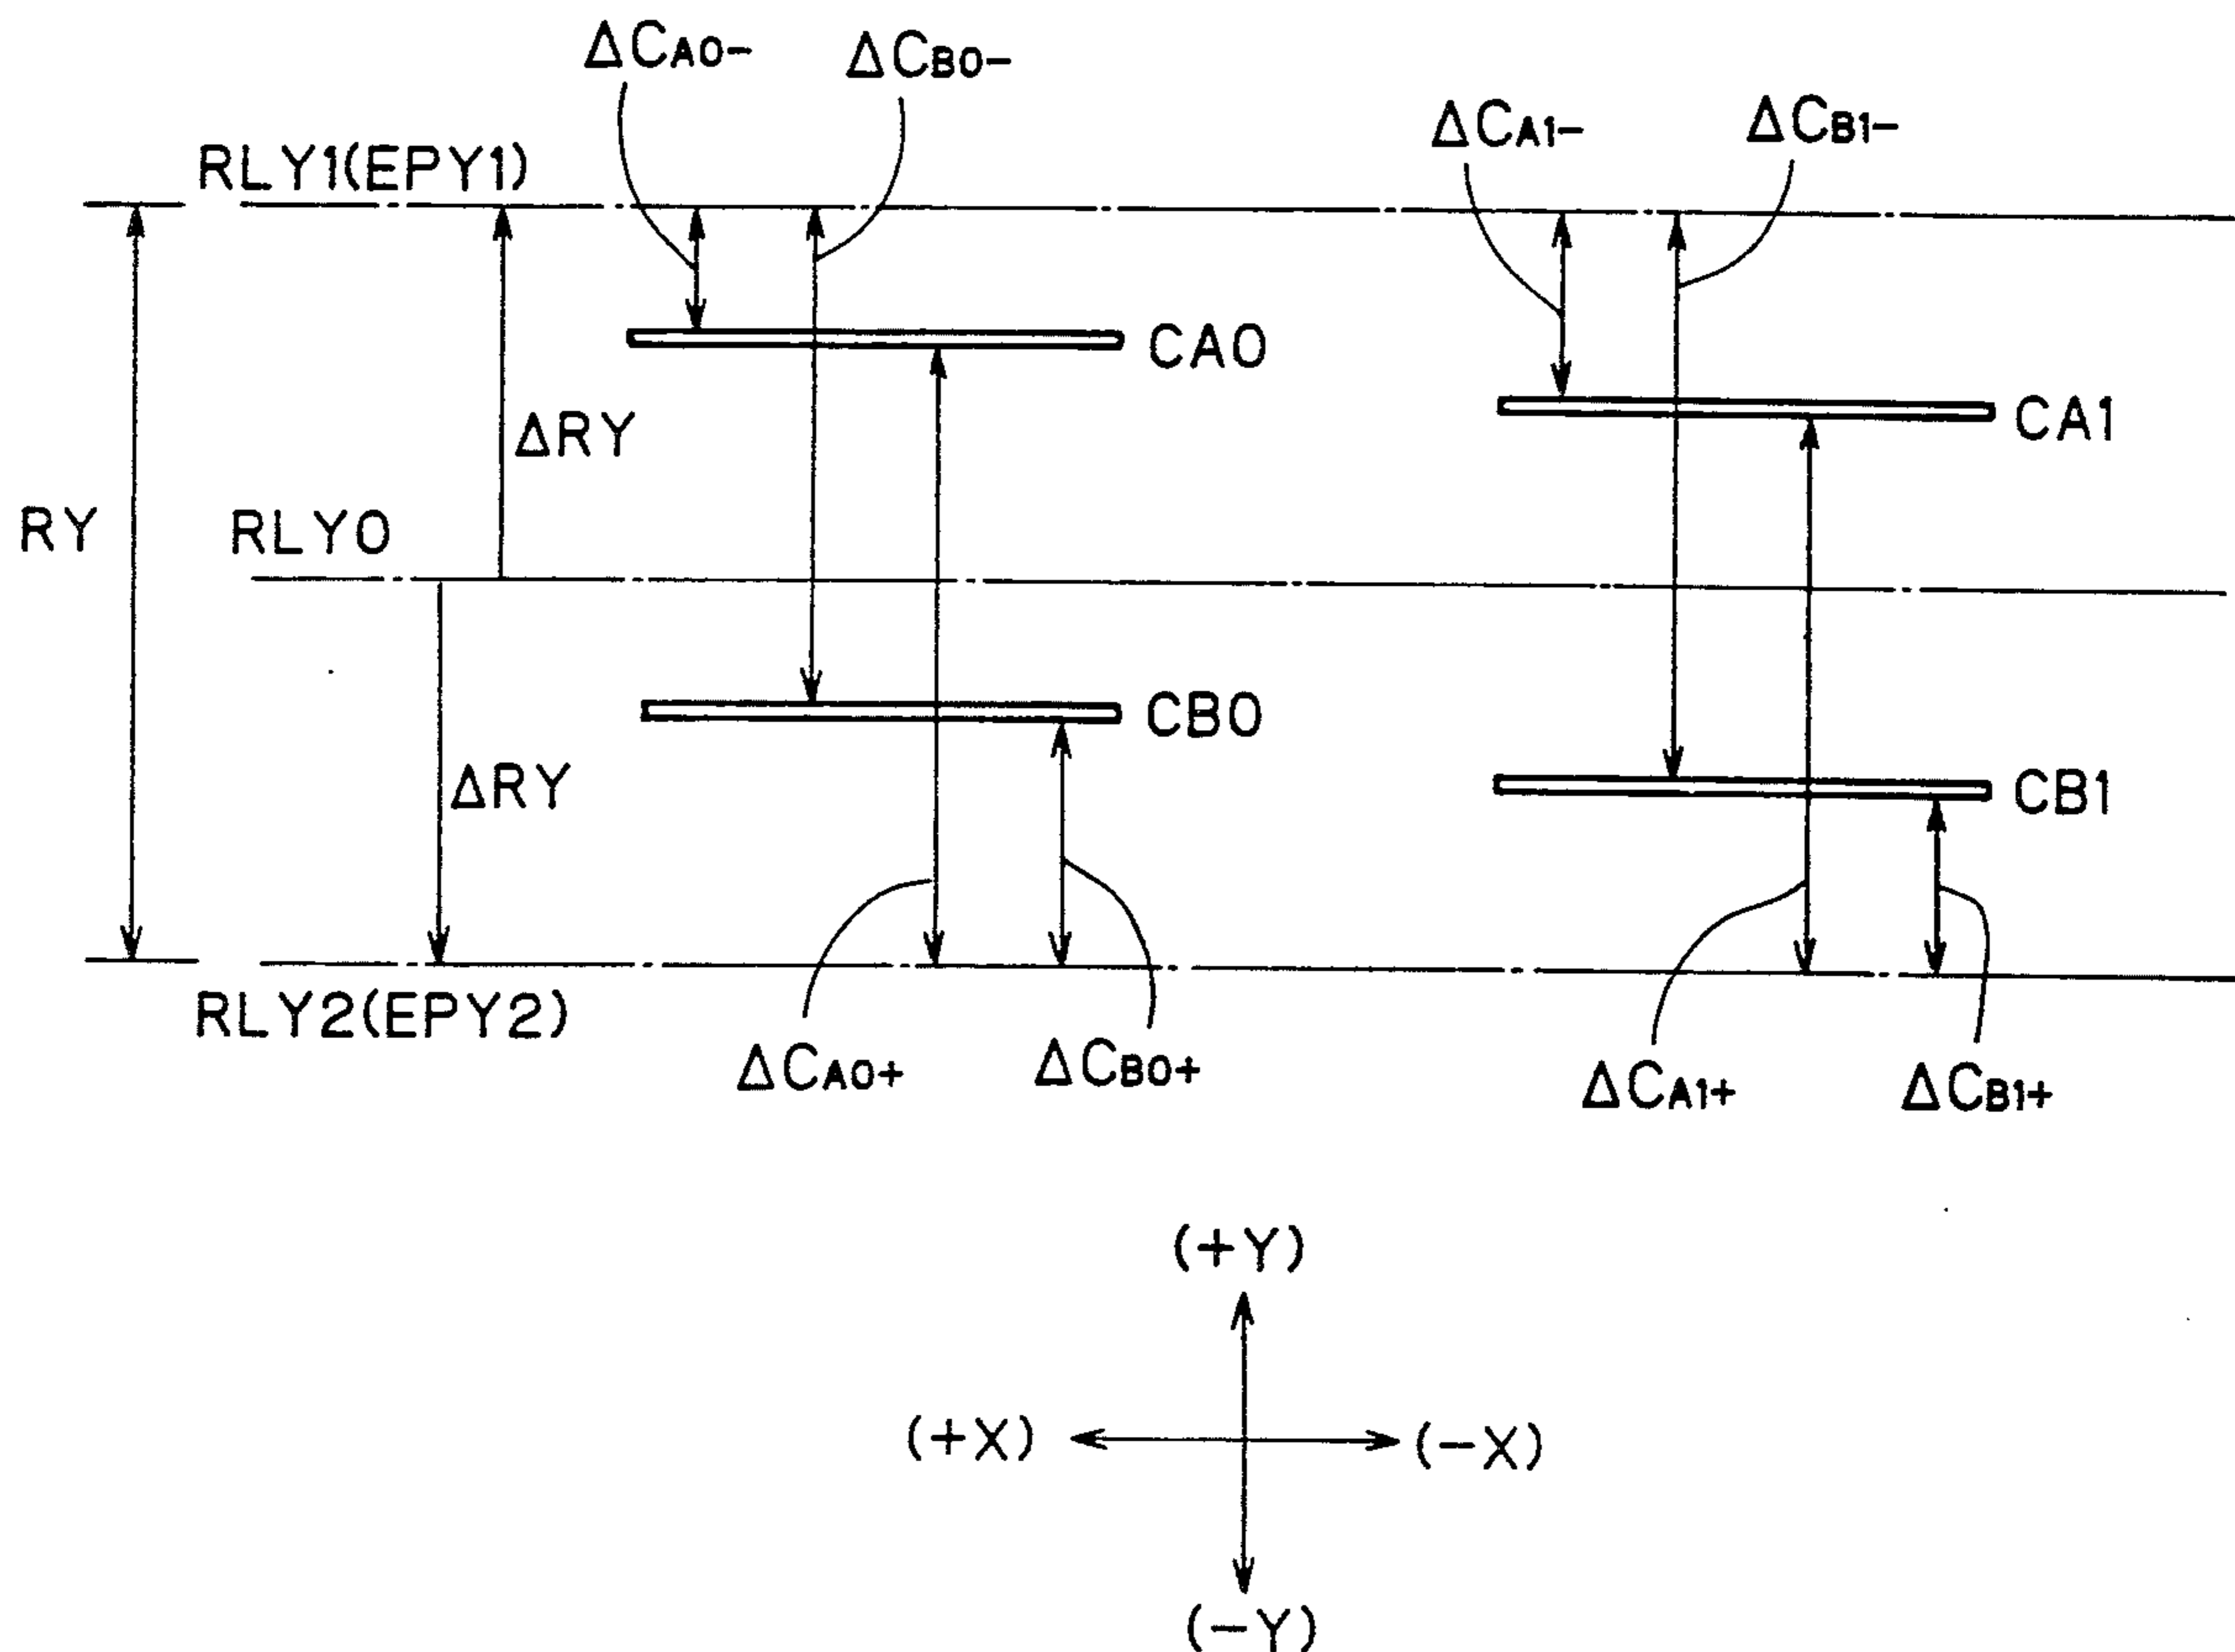 ΔCA0-
ΔCB0-
ΔCA1-
ΔCB1-
RLY1(EPY1)
CA0
CA1
ΔRY
RY
RLY0
CB0
ΔRY
CB1
RLY2(EPY2)
ΔCA0+
ΔCB0+
ΔCA1+
ΔCB1+
(+Y)
(+X)
(-X)
(-Y)